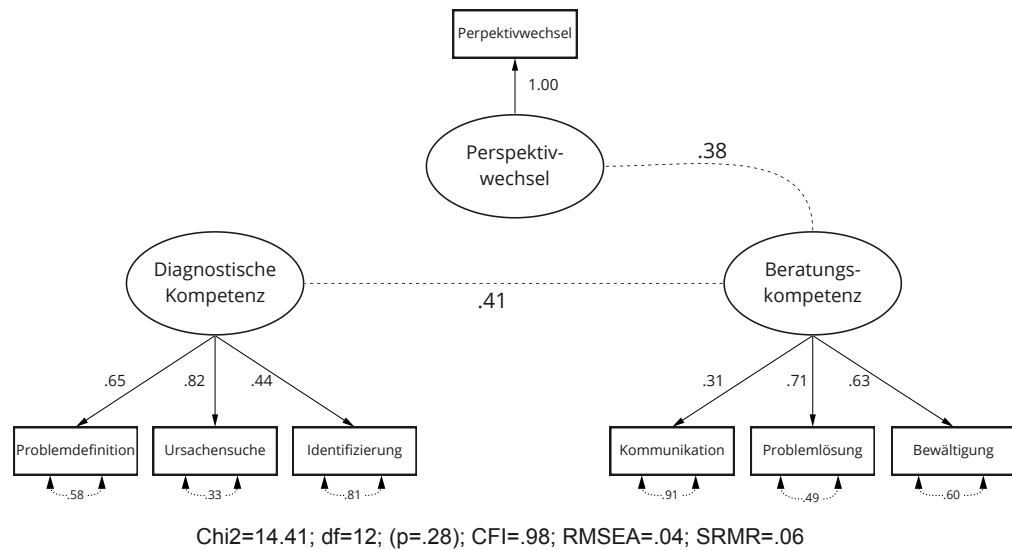 Perpektivwechsel
1.00
Perspektiv-
wechsel
.38
Diagnostische
Kompetenz
.41
Beratungs-
kompetenz
.65
.82
.44
.31
.71
.63
Problemdefinition
Ursachensuche
Identifizierung
Kommunikation
Problemlösung
Bewältigung
.58
.33
.81
.91
.49
.60
Chi2=14.41; df=12; (p=.28); CFI=.98; RMSEA=.04; SRMR=.06